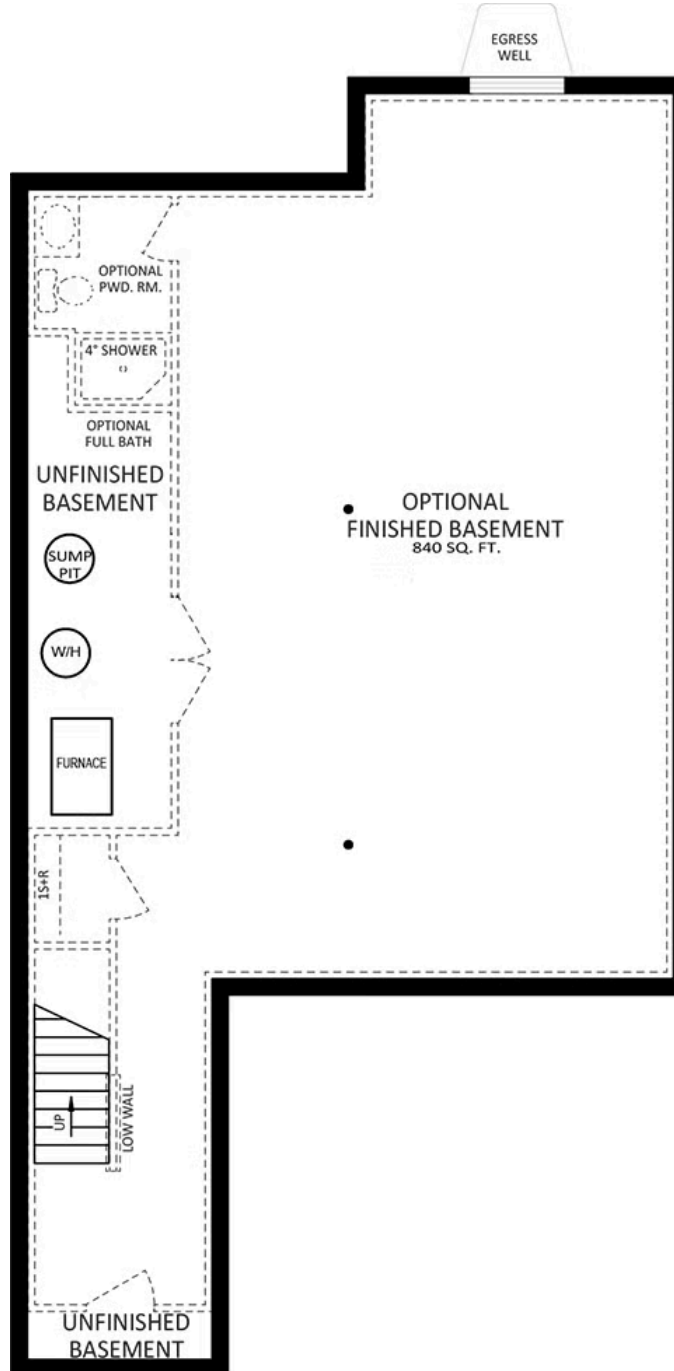 EGRESS
WELL
OPTIONAL
PWD. RM.
4" SHOWER
OPTIONAL
FULL BATH
UNFINISHED
BASEMENT
OPTIONAL
FINISHED BASEMENT
840 SQ. FT.
SUMP
PIT
W/H
FURNACE
1S+R
LOW WALL
UP
UNFINISHED
BASEMENT